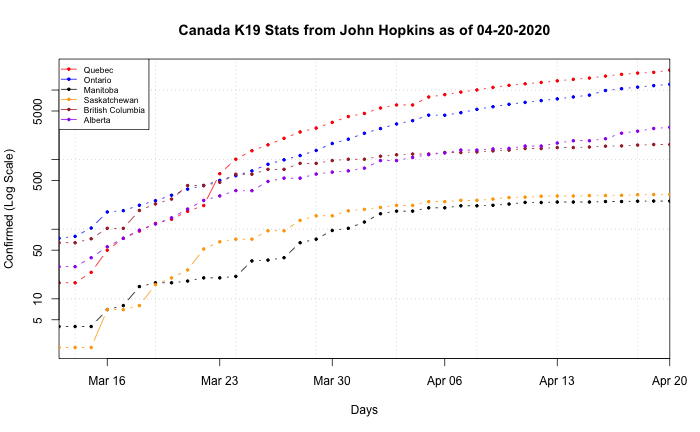 Canada K19 Stats from John Hopkins as of 04-20-2020
Quebec
Ontario
Manitoba
Saskatchewan
British Columbia
Alberta
Confirmed (Log Scale)
5000
500
50
10
5
Mar 16
Mar 23
Mar 30
Apr 06
Apr 13
Apr 20
Days